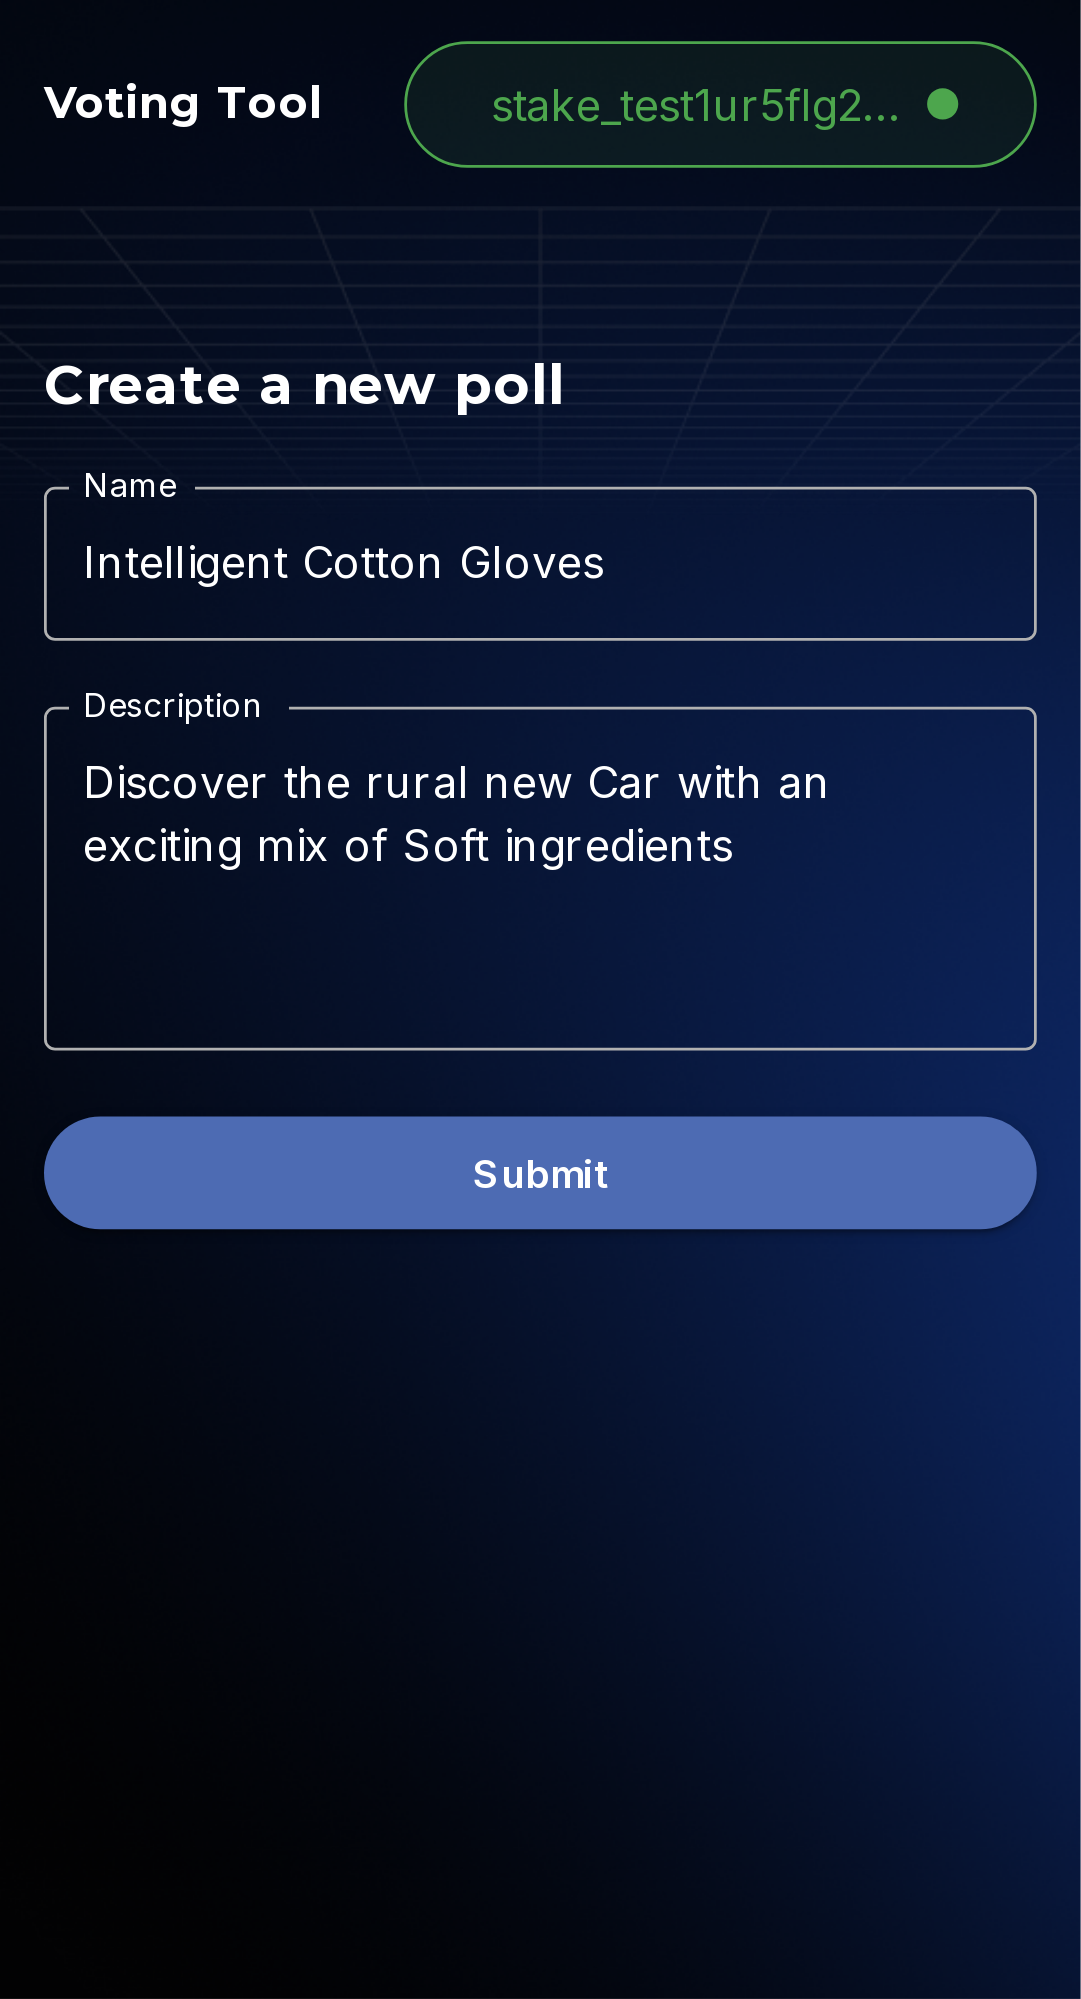 Voting Tool
stake_test1ur5flg2...
Create a new poll
Name
Intelligent Cotton Gloves
Description
Discover the rural new Car with an
exciting mix of Soft ingredients
Submit